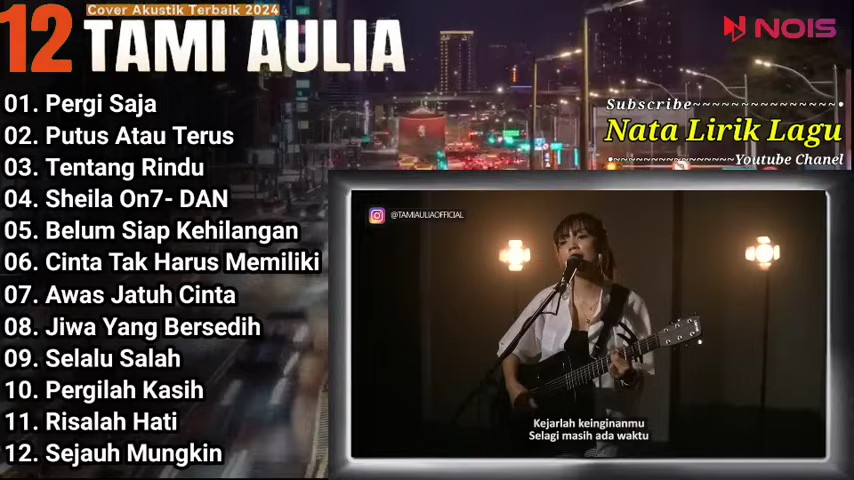 Cover Akustik Terbaik 2024
12 TAMI AULIA
NOIS
01. Pergi Saja
02. Putus Atau Terus
03. Tentang Rindu
04. Sheila On7- DAN
05. Belum Siap Kehilangan
06. Cinta Tak Harus Memiliki
07. Awas Jatuh Cinta
08. Jiwa Yang Bersedih
09. Selalu Salah
10. Pergilah Kasih
11. Risalah Hati
12. Sejauh Mungkin
Subscribe~~~~~~~~~~~~~~~•
Nata Lirik Lagu
•~~~~~~~~~~~~~~~Youtube Chanel
@TAMIAULIAOFFICIAL
Kejarlah keinginanmu
Selagi masih ada waktu